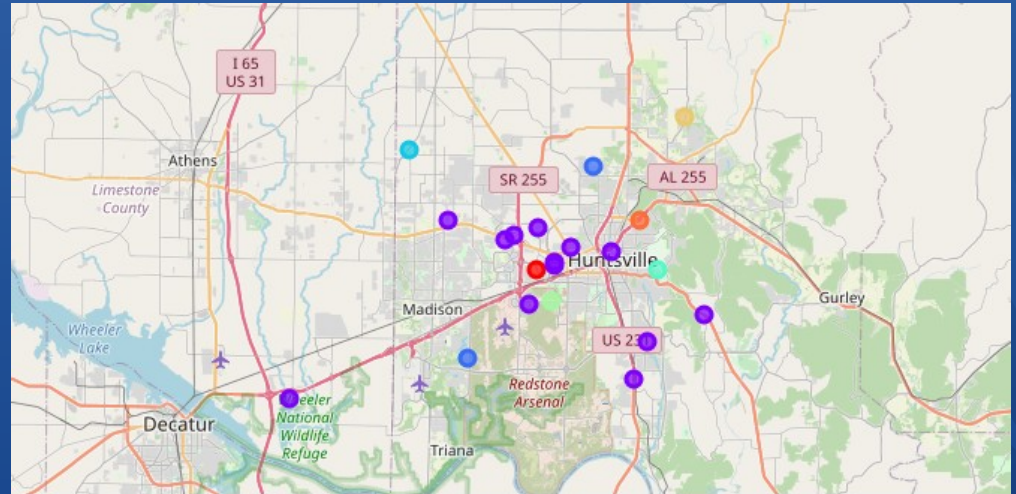 I 65
US 31
Athens
Limestone
County
SR 255
AL 255
Huntsville
Madison
Gurley
Wheeler
Lake
US 23
Redstone
Arsenal
Wheeler
National
Wildlife
Refuge
Decatur
Triana